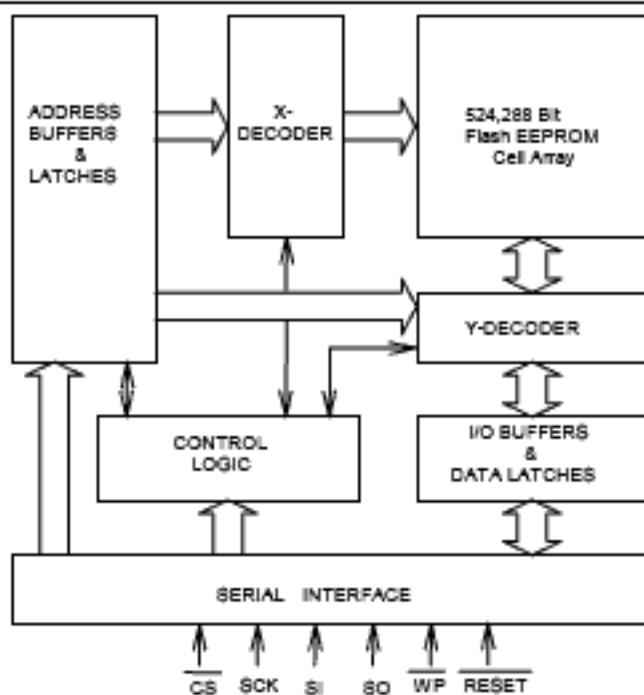 ADDRESS
BUFFERS
&
LATCHES
X-
DECODER
524,288 Bit
Flash EEPROM
Cell Array
Y-DECODER
CONTROL
LOGIC
I/O BUFFERS
&
DATA LATCHES
SERIAL INTERFACE
CS SCK SI SO WP RESET